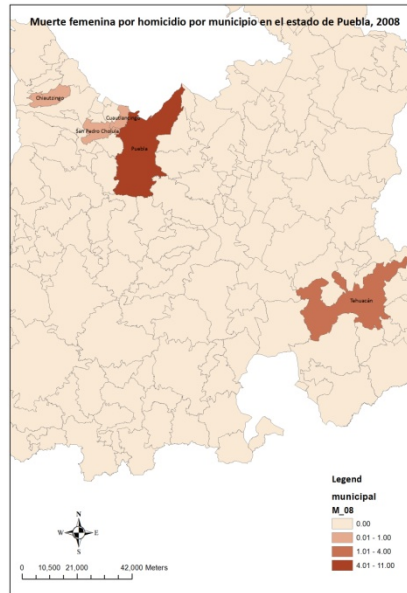 Muerte femenina por homicidio por municipio en el estado de Puebla, 2008
Chiautzingo
Cuautlancingo
San Pedro Cholula
Puebla
Tehuacán
Legend
municipal
M_08
0.00
0.01 - 1.00
1.01 - 4.00
4.01 - 11.00
N
W E
S
0 10,500 21,000 42,000 Meters